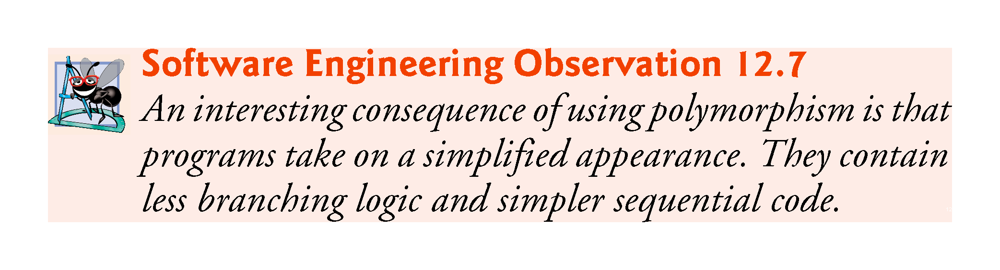 Software Engineering Observation 12.7
An interesting consequence of using polymorphism is that
programs take on a simplified appearance. They contain
less branching logic and simpler sequential code.
12